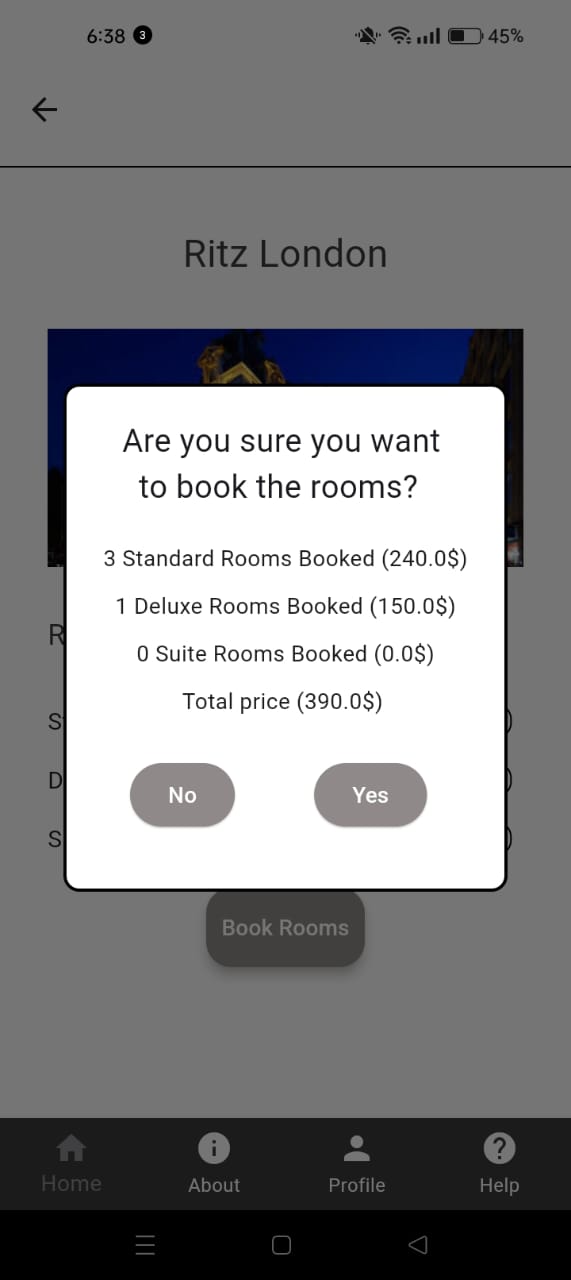 6:38 3 45%
Ritz London
Are you sure you want
to book the rooms?
3 Standard Rooms Booked (240.0$)
1 Deluxe Rooms Booked (150.0$)
0 Suite Rooms Booked (0.0$)
Total price (390.0$)
No Yes
Book Rooms
Home About Profile Help